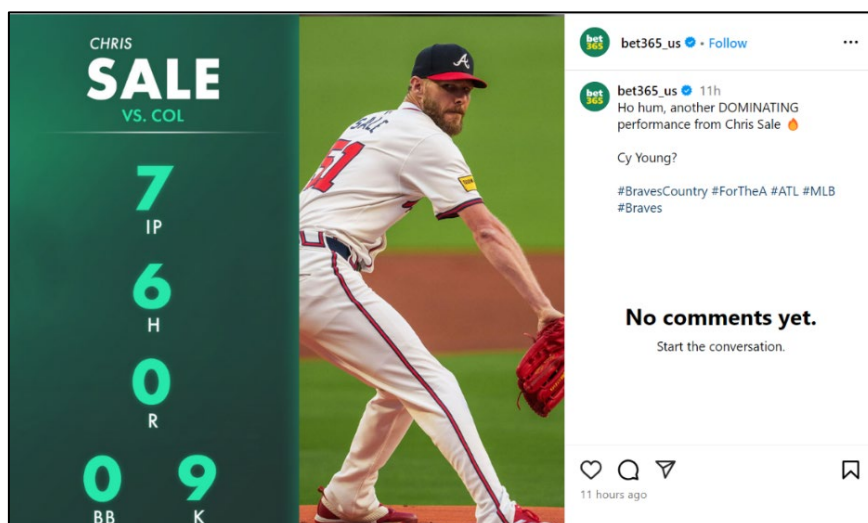 CHRIS
SALE
VS. COL
7
IP
6
H
0
R
0 9
BB K
A
SALE
51
bet365
bet365_us • Follow
bet365
bet365_us 11h
Ho hum, another DOMINATING
performance from Chris Sale 🔥
Cy Young?
#BravesCountry #ForTheA #ATL #MLB
#Braves
No comments yet.
Start the conversation.
11 hours ago